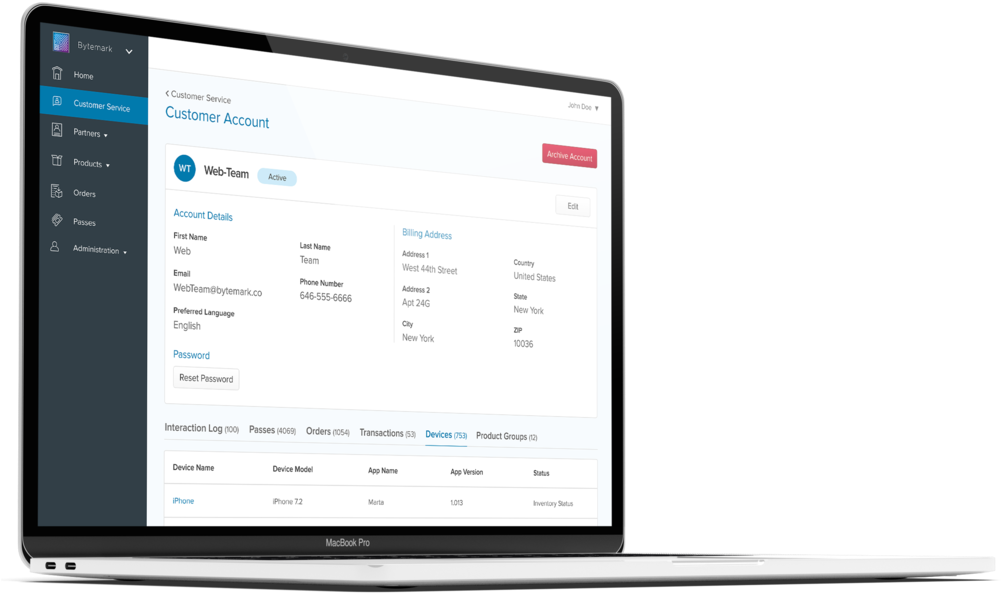 Bytemark
Home
Customer Service
Partners
Products
Orders
Passes
Administration
John Doe
Customer Service
Customer Account
Archive Account
WT Web-Team Active
Edit
Account Details
First Name
Web
Last Name
Team
Email
WebTeam@bytemark.co
Phone Number
646-555-6666
Preferred Language
English
Password
Reset Password
Billing Address
Address 1
West 44th Street
Country
United States
Address 2
Apt 24G
State
New York
City
New York
ZIP
10036
Interaction Log (100) Passes (4069) Orders (1054) Transactions (53) Devices (753) Product Groups (12)
Device Name Device Model App Name App Version Status
iPhone iPhone 7.2 Marta 1.013 Inventory Status
MacBook Pro